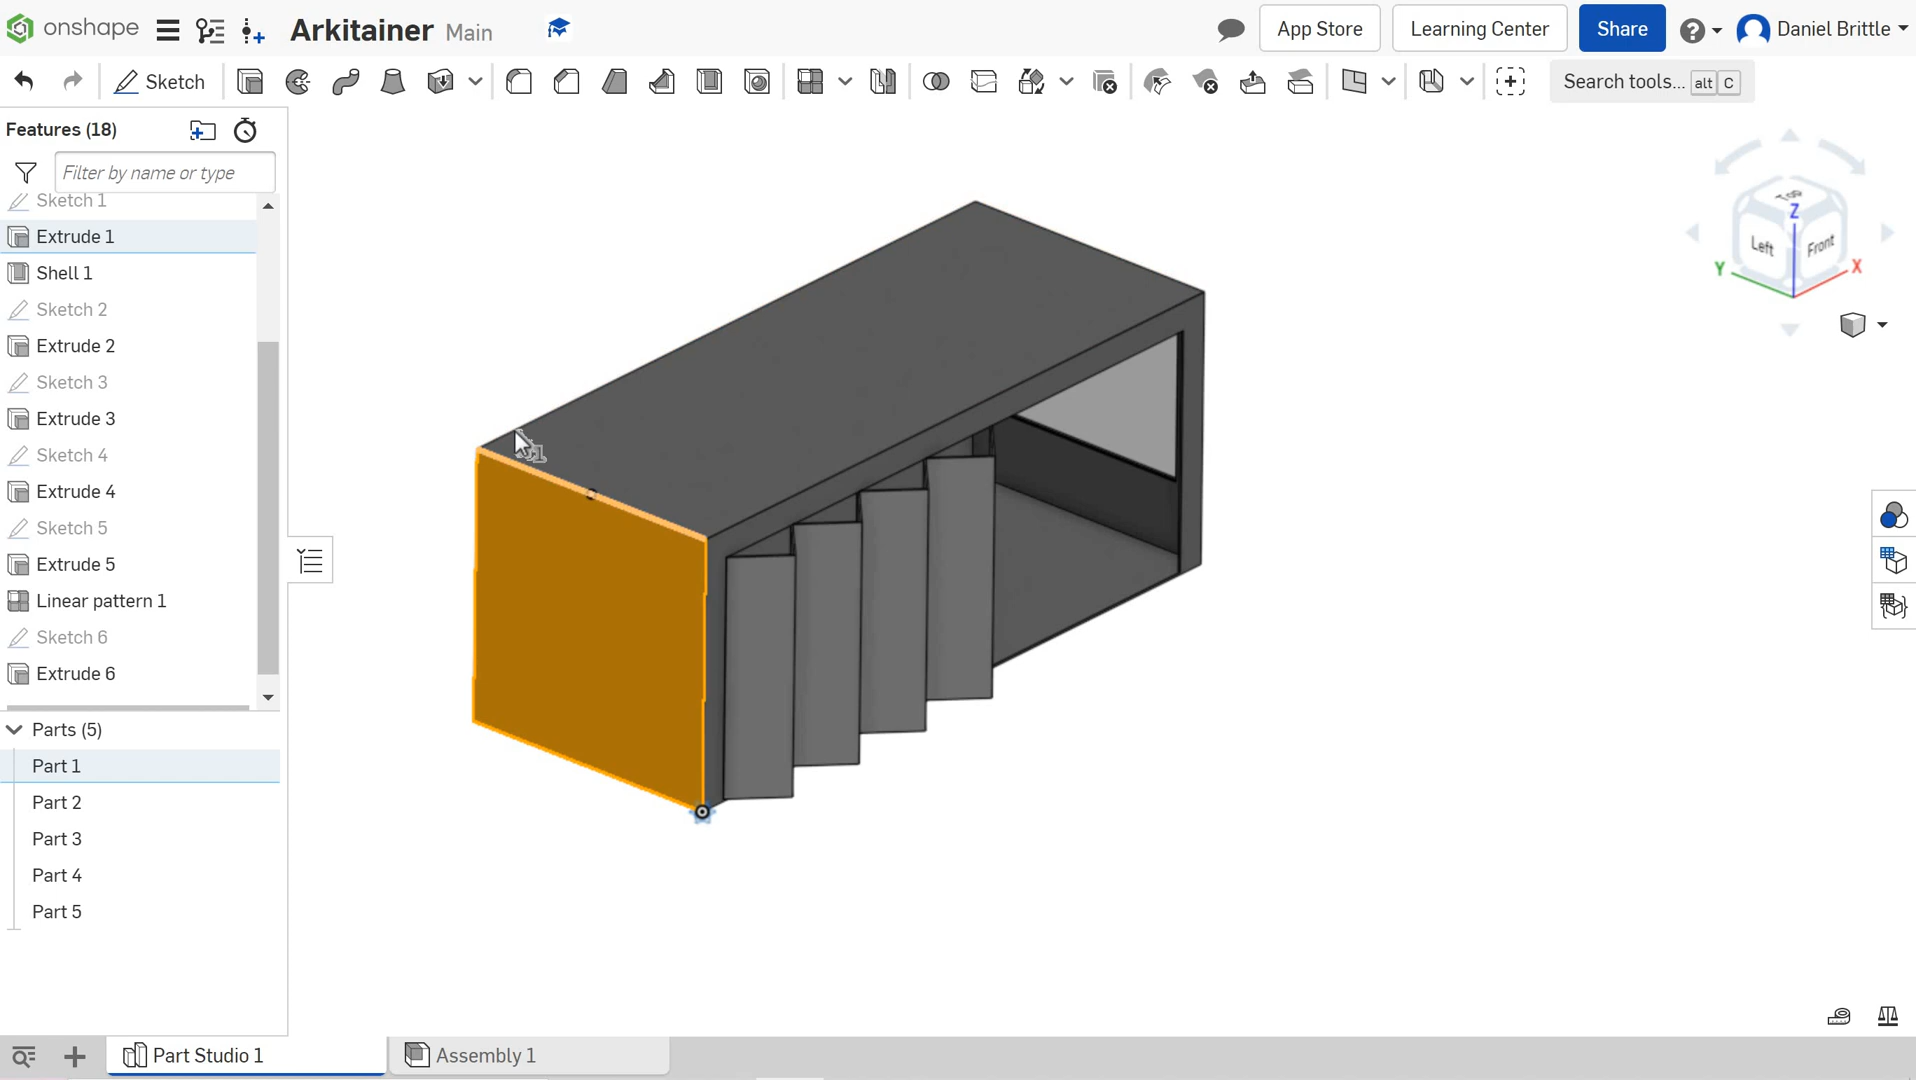 onshape Arkitainer Main App Store Learning Center Share Daniel Brittle
Sketch Search tools... alt C
Features (18)
Filter by name or type
Sketch 1
Extrude 1
Shell 1
Sketch 2
Extrude 2
Sketch 3
Extrude 3
Sketch 4
Extrude 4
Sketch 5
Extrude 5
Linear pattern 1
Sketch 6
Extrude 6
Parts (5)
Part 1
Part 2
Part 3
Part 4
Part 5
Top
Z
Left Front
Y X
Part Studio 1 Assembly 1